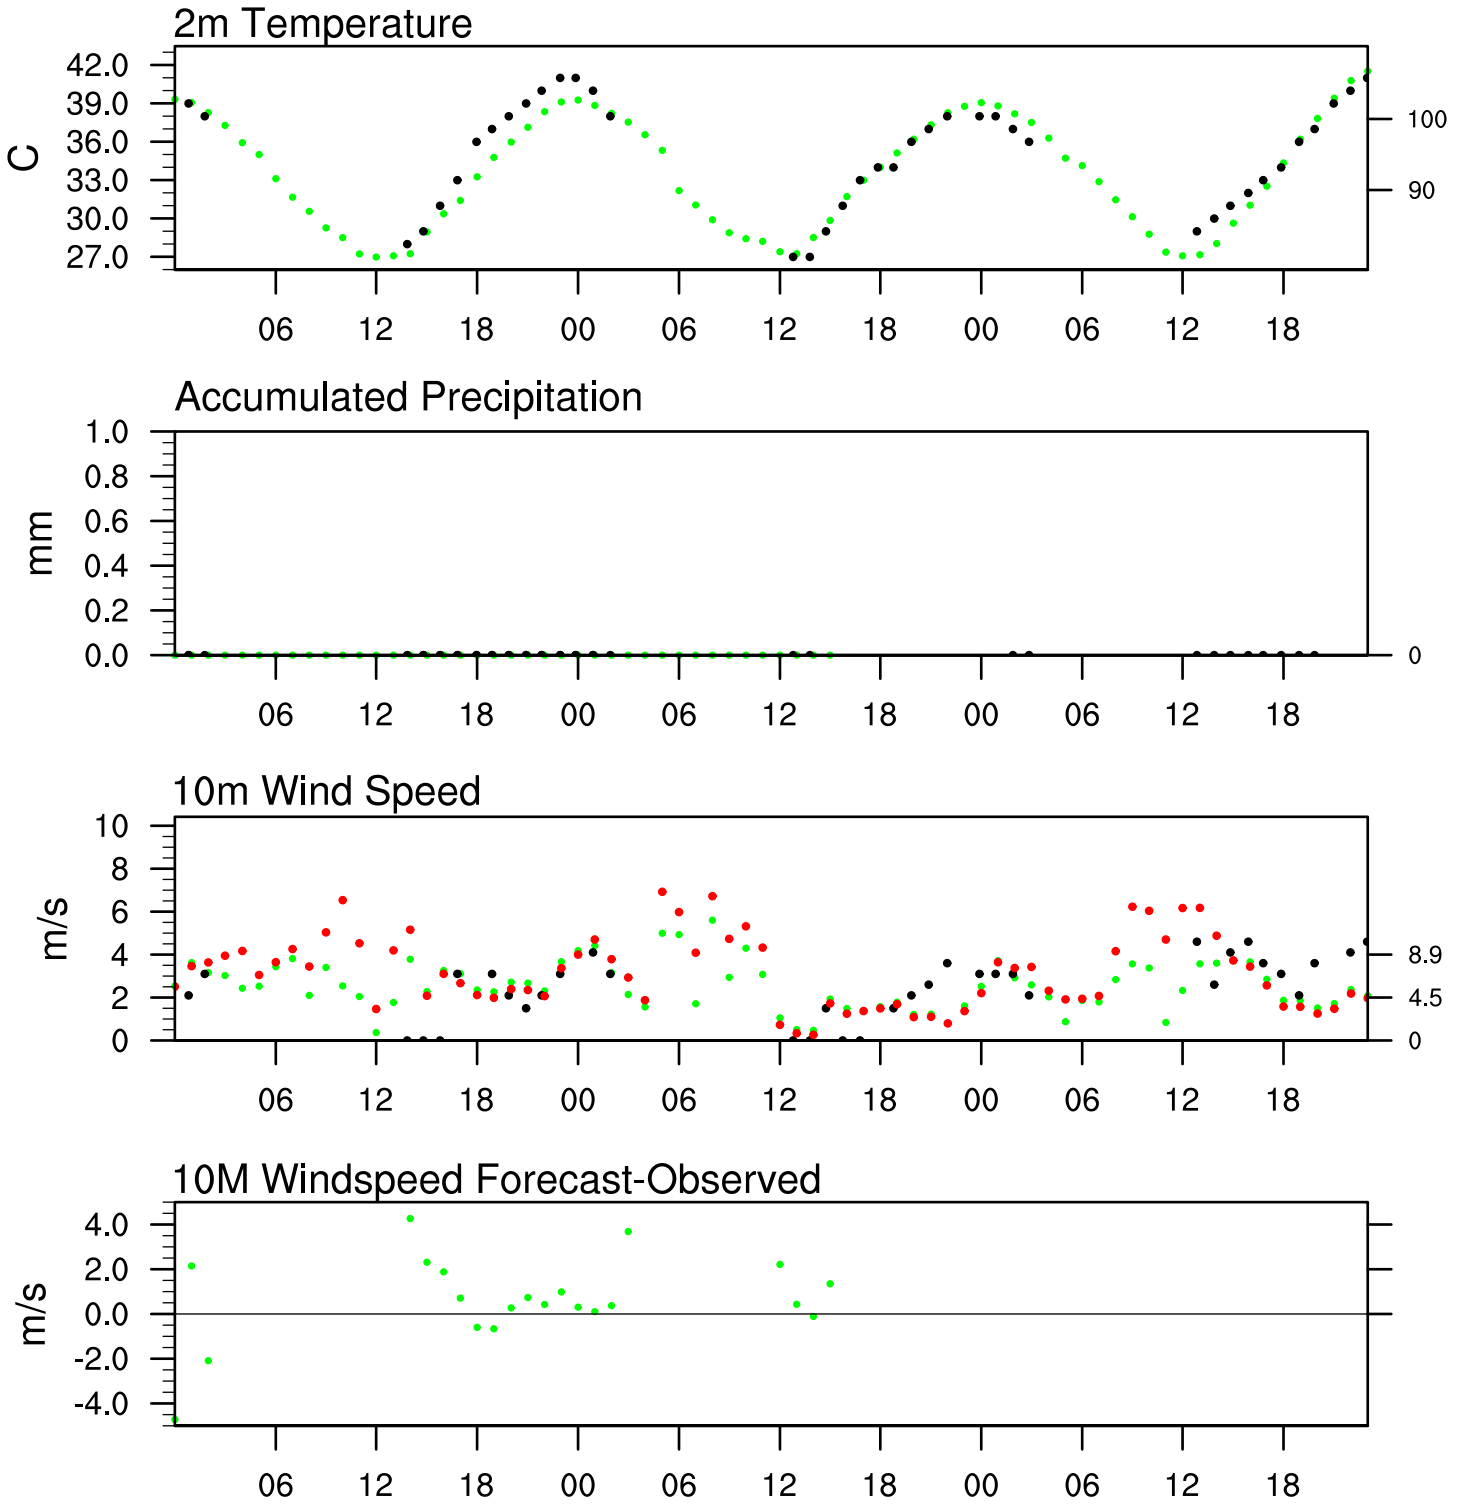 2m Temperature
42.0
39.0
36.0
33.0
30.0
27.0
C
100
90
06 12 18 00 06 12 18 00 06 12 18
Accumulated Precipitation
1.0
0.8
0.6
0.4
0.2
0.0
mm
0
06 12 18 00 06 12 18 00 06 12 18
10m Wind Speed
10
8
6
4
2
0
m/s
8.9
4.5
0
06 12 18 00 06 12 18 00 06 12 18
10M Windspeed Forecast-Observed
4.0
2.0
0.0
-2.0
-4.0
m/s
06 12 18 00 06 12 18 00 06 12 18